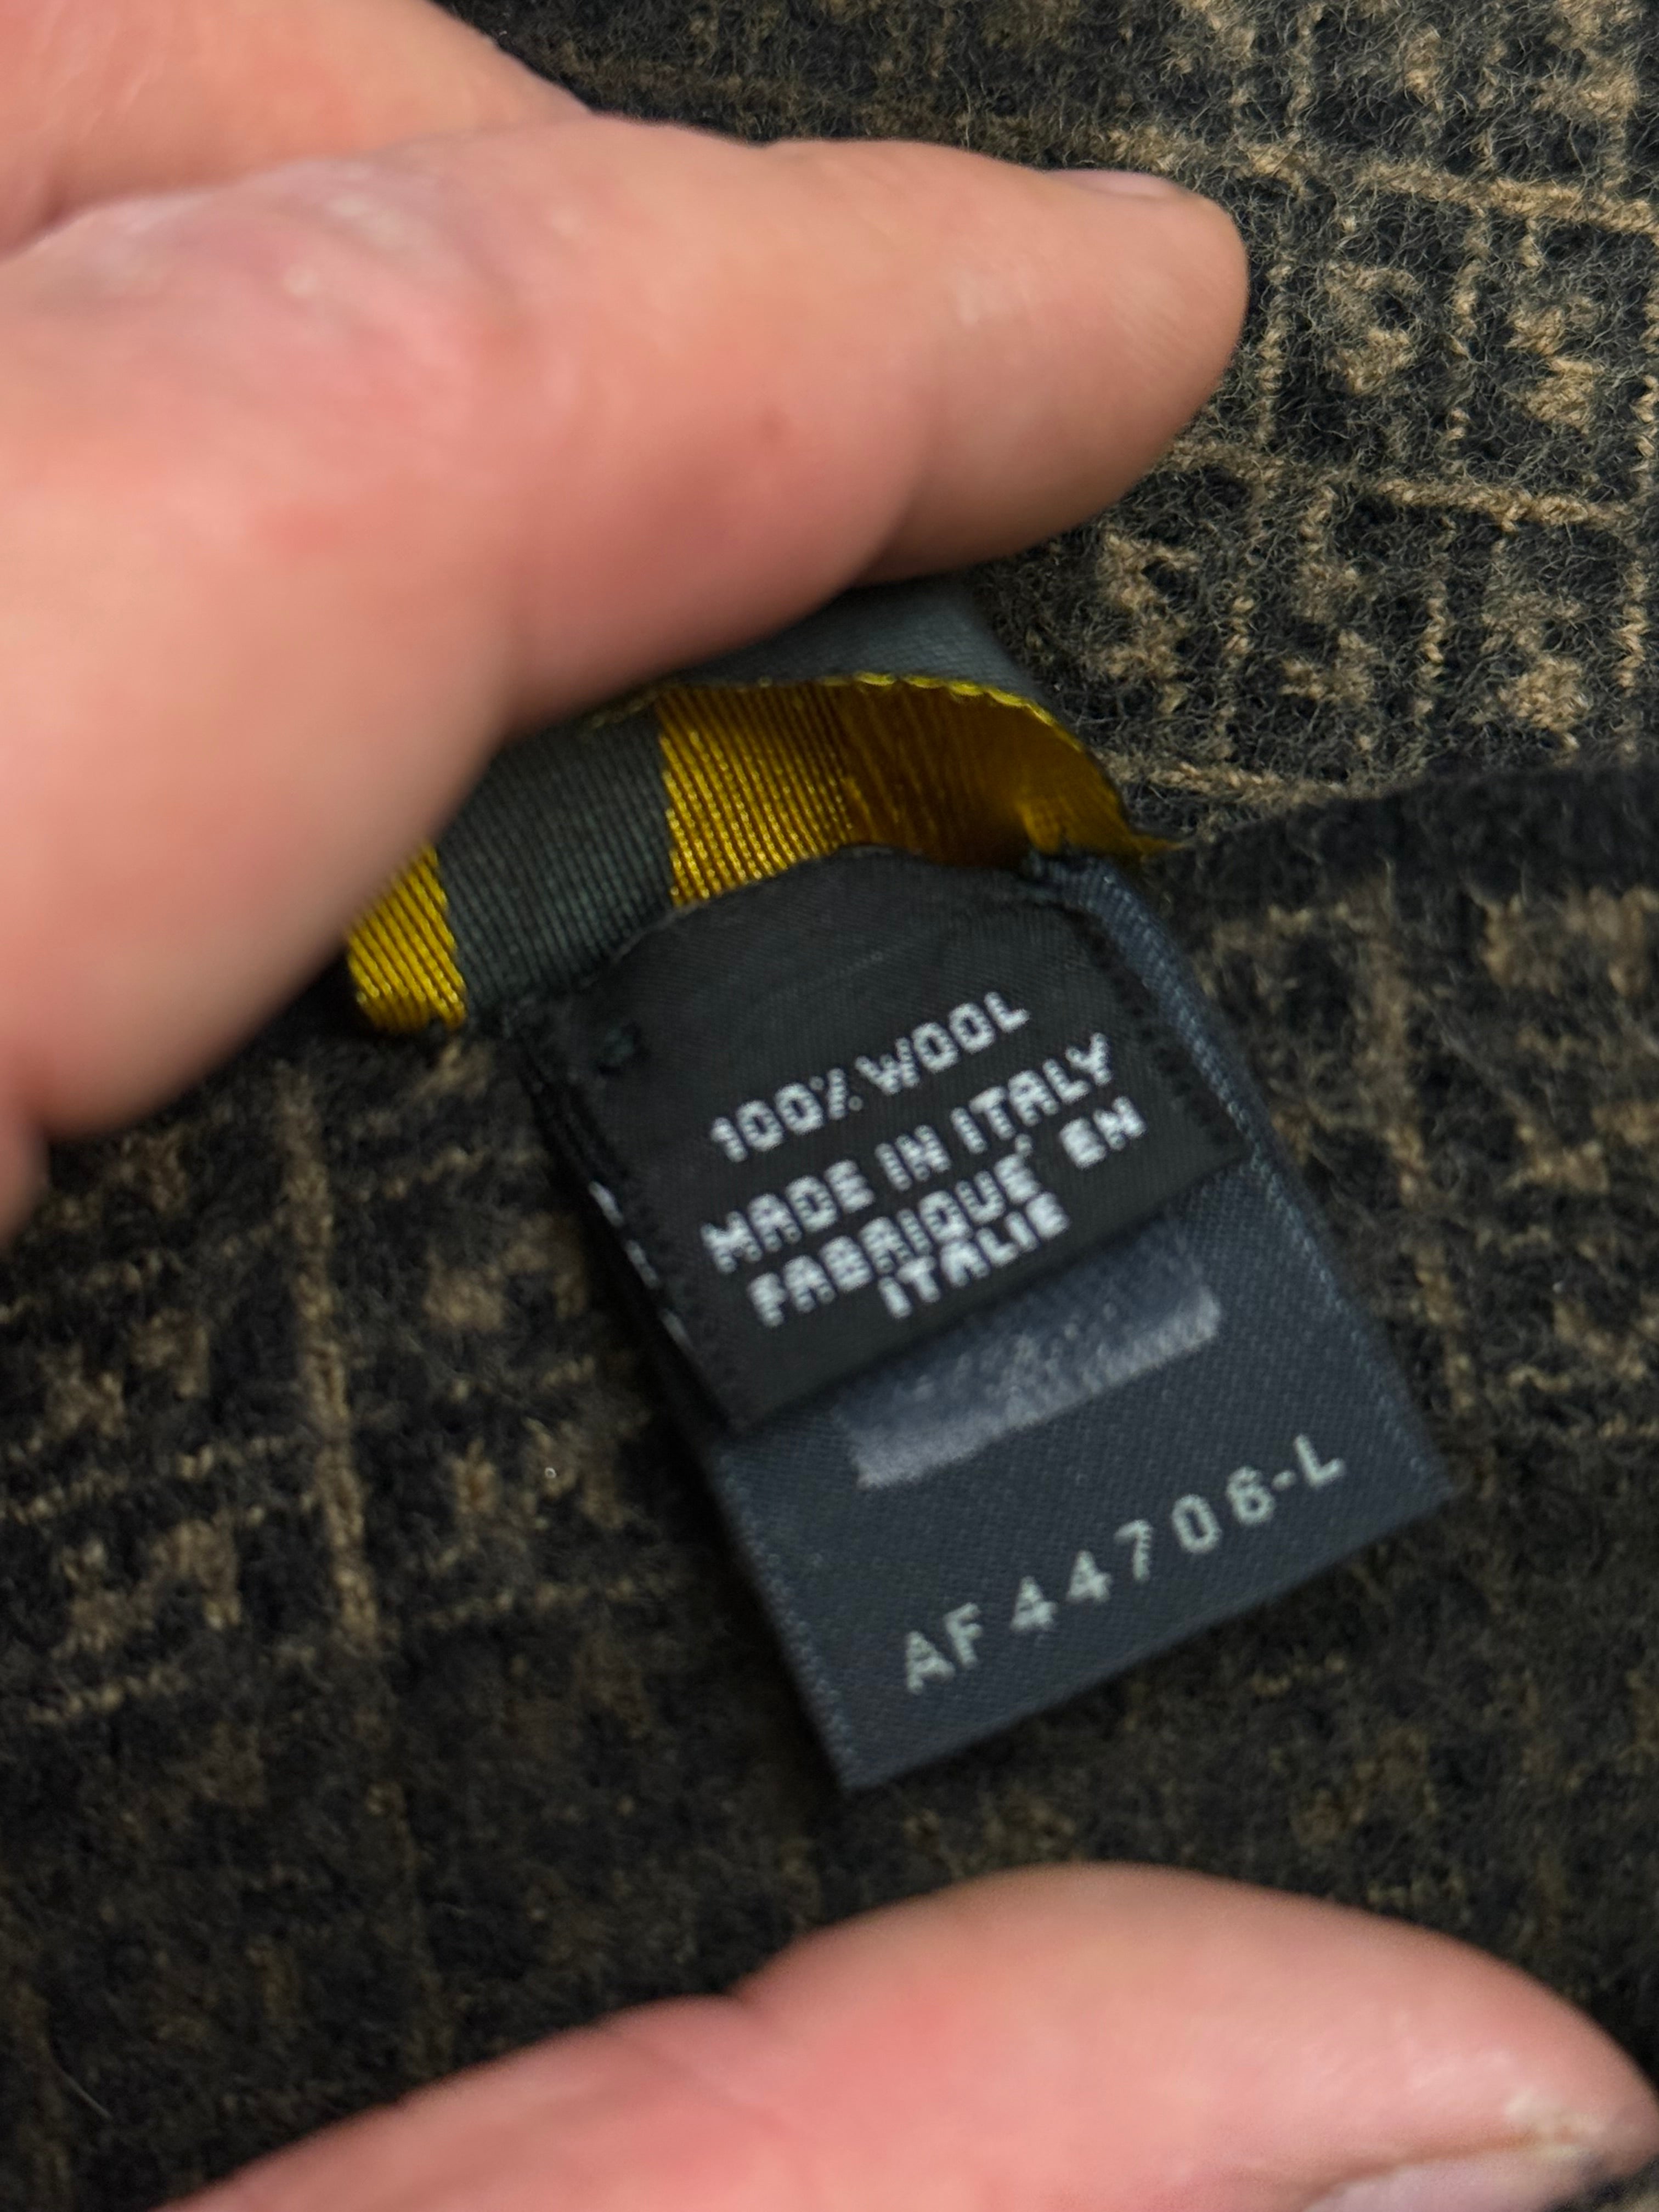 100% WOOL
MADE IN ITALY
FABRIQUE' EN
ITALIE
AF44706-L